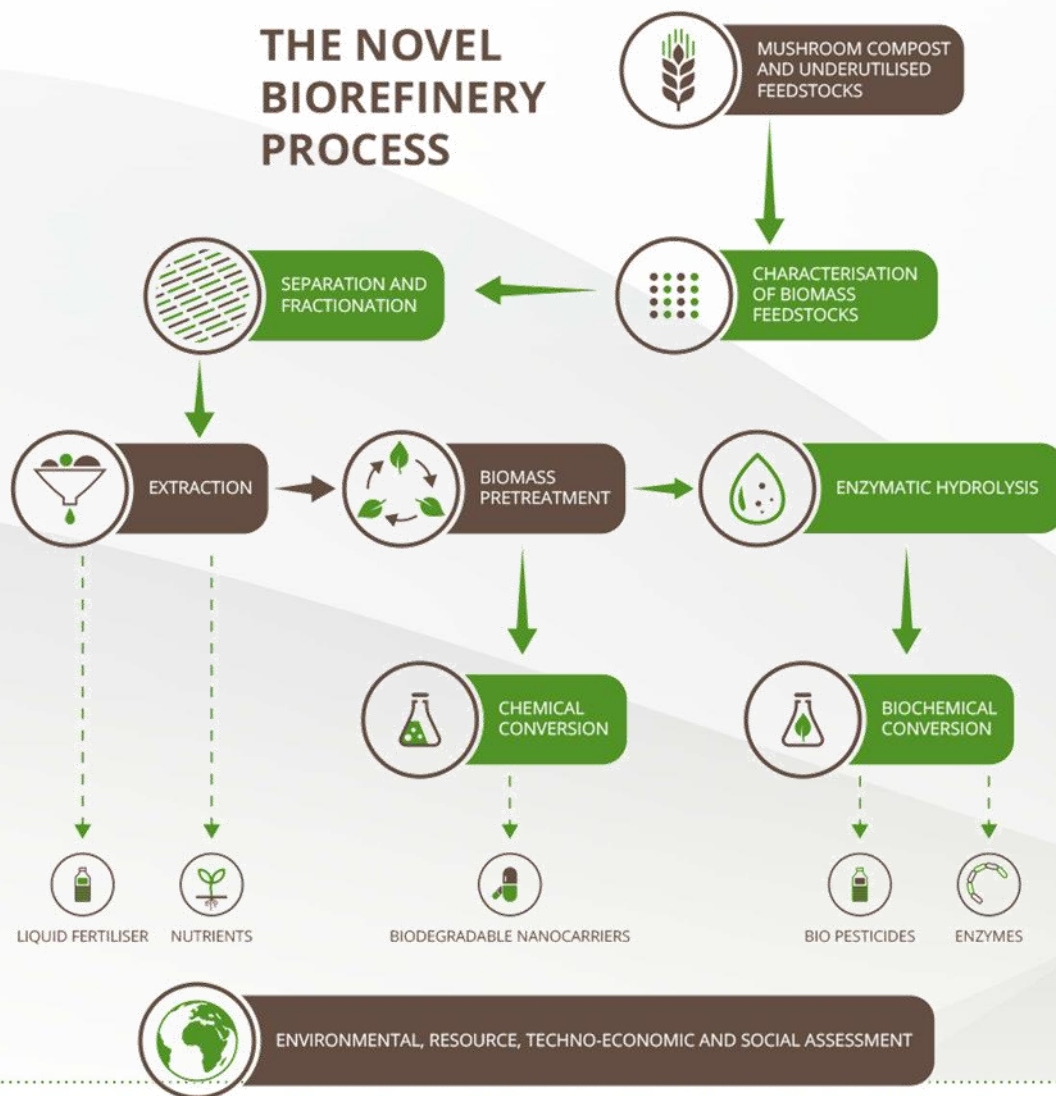 THE NOVEL
BIOREFINERY
PROCESS
MUSHROOM COMPOST
AND UNDERUTILISED
FEEDSTOCKS
SEPARATION AND
FRACTIONATION
CHARACTERISATION
OF BIOMASS
FEEDSTOCKS
EXTRACTION
BIOMASS
PRETREATMENT
ENZYMATIC HYDROLYSIS
CHEMICAL
CONVERSION
BIOCHEMICAL
CONVERSION
LIQUID FERTILISER
NUTRIENTS
BIODEGRADABLE NANOCARRIERS
BIO PESTICIDES
ENZYMES
ENVIRONMENTAL, RESOURCE, TECHNO-ECONOMIC AND SOCIAL ASSESSMENT